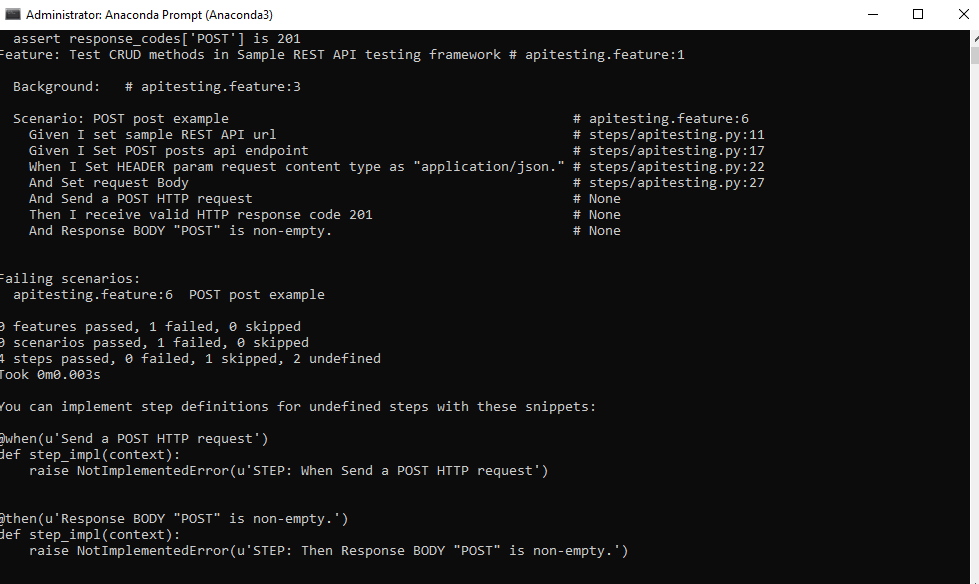 Administrator: Anaconda Prompt (Anaconda3)
assert response_codes['POST'] is 201
Feature: Test CRUD methods in Sample REST API testing framework # apitesting.feature:1
Background: # apitesting.feature:3
Scenario: POST post example # apitesting.feature:6
Given I set sample REST API url # steps/apitesting.py:11
Given I Set POST posts api endpoint # steps/apitesting.py:17
When I Set HEADER param request content type as "application/json." # steps/apitesting.py:22
And Set request Body # steps/apitesting.py:27
And Send a POST HTTP request # None
Then I receive valid HTTP response code 201 # None
And Response BODY "POST" is non-empty. # None
Failing scenarios:
apitesting.feature:6 POST post example
0 features passed, 1 failed, 0 skipped
0 scenarios passed, 1 failed, 0 skipped
4 steps passed, 0 failed, 1 skipped, 2 undefined
Took 0m0.003s
You can implement step definitions for undefined steps with these snippets:
@when(u'Send a POST HTTP request')
def step_impl(context):
raise NotImplementedError(u'STEP: When Send a POST HTTP request')
@then(u'Response BODY "POST" is non-empty.')
def step_impl(context):
raise NotImplementedError(u'STEP: Then Response BODY "POST" is non-empty.')